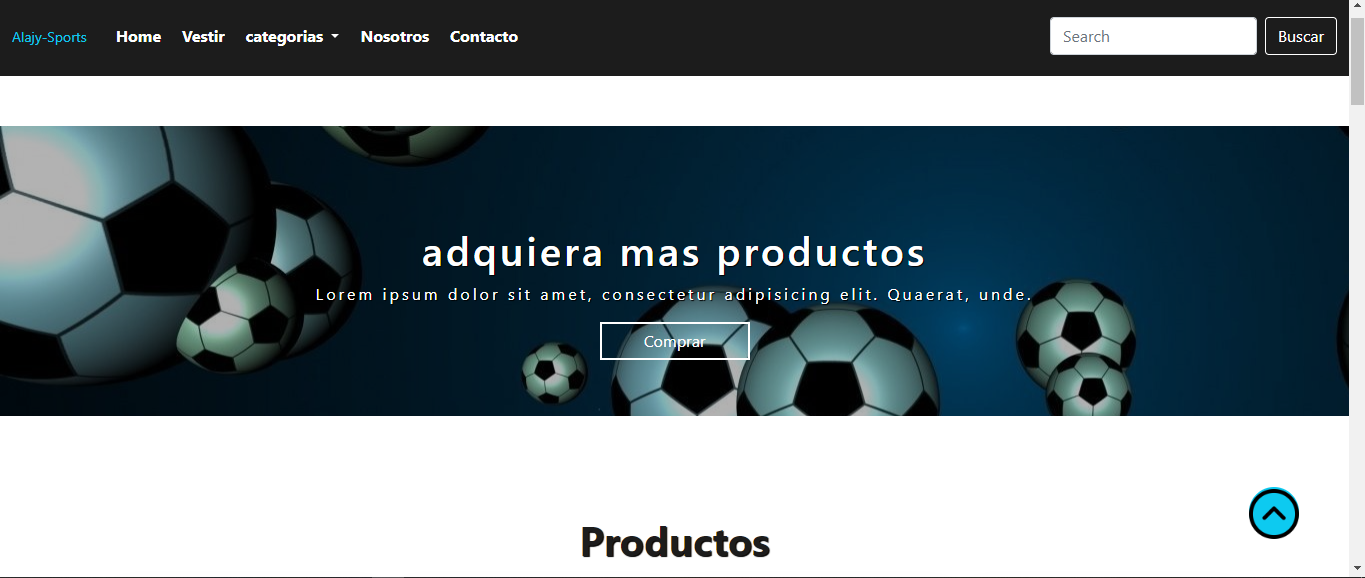 Alajy-Sports Home Vestir categorias Nosotros Contacto Search Buscar
adquiera mas productos
Lorem ipsum dolor sit amet, consectetur adipisicing elit. Quaerat, unde.
Comprar
Productos